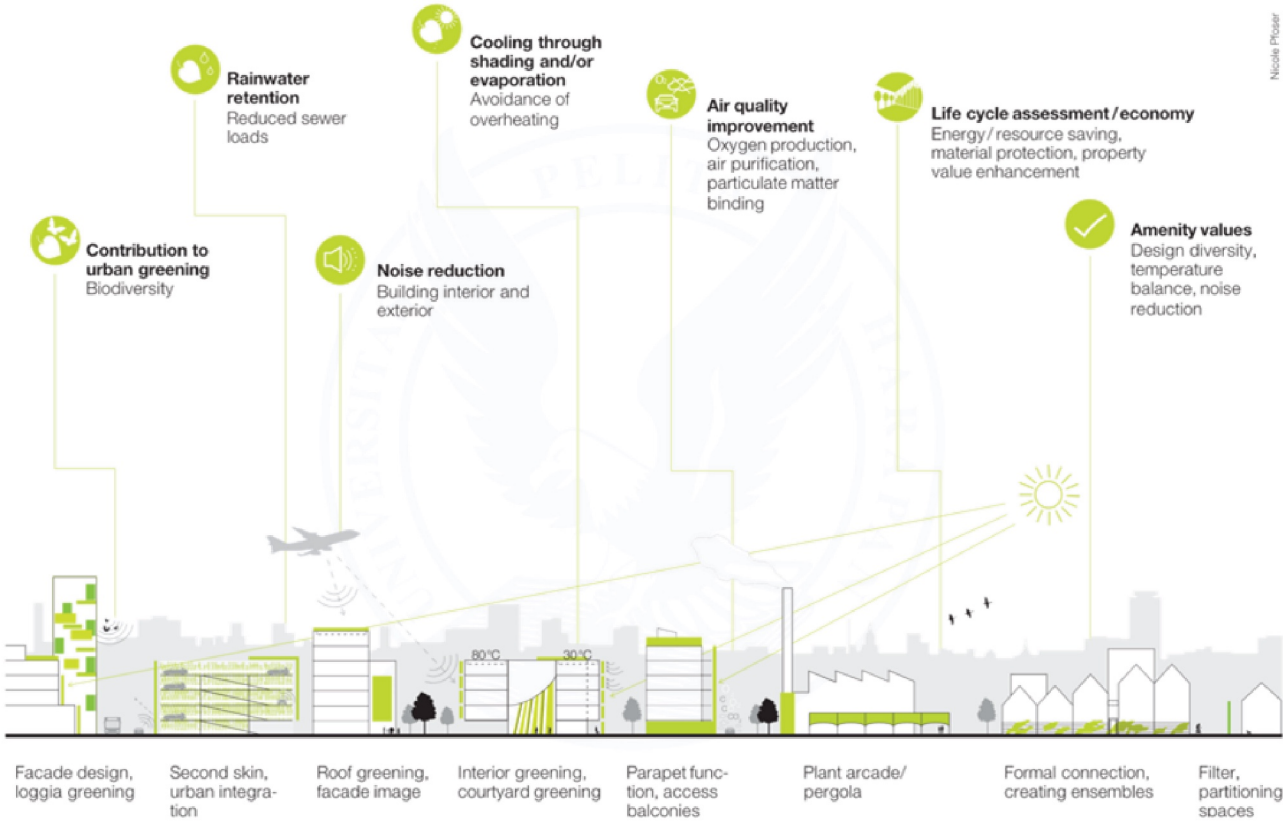 Nicole Pfoser
Cooling through
shading and/or
evaporation
Avoidance of
overheating
Rainwater
retention
Reduced sewer
loads
Air quality
improvement
Oxygen production,
air purification,
particulate matter
binding
Life cycle assessment/economy
Energy/resource saving,
material protection, property
value enhancement
Contribution to
urban greening
Biodiversity
Noise reduction
Building interior and
exterior
Amenity values
Design diversity,
temperature
balance, noise
reduction
UNIVERSITAS PELITA HARAPAN
80°C
30°C
Facade design,
loggia greening
Second skin,
urban integra-
tion
Roof greening,
facade image
Interior greening,
courtyard greening
Parapet func-
tion, access
balconies
Plant arcade/
pergola
Formal connection,
creating ensembles
Filter,
partitioning
spaces